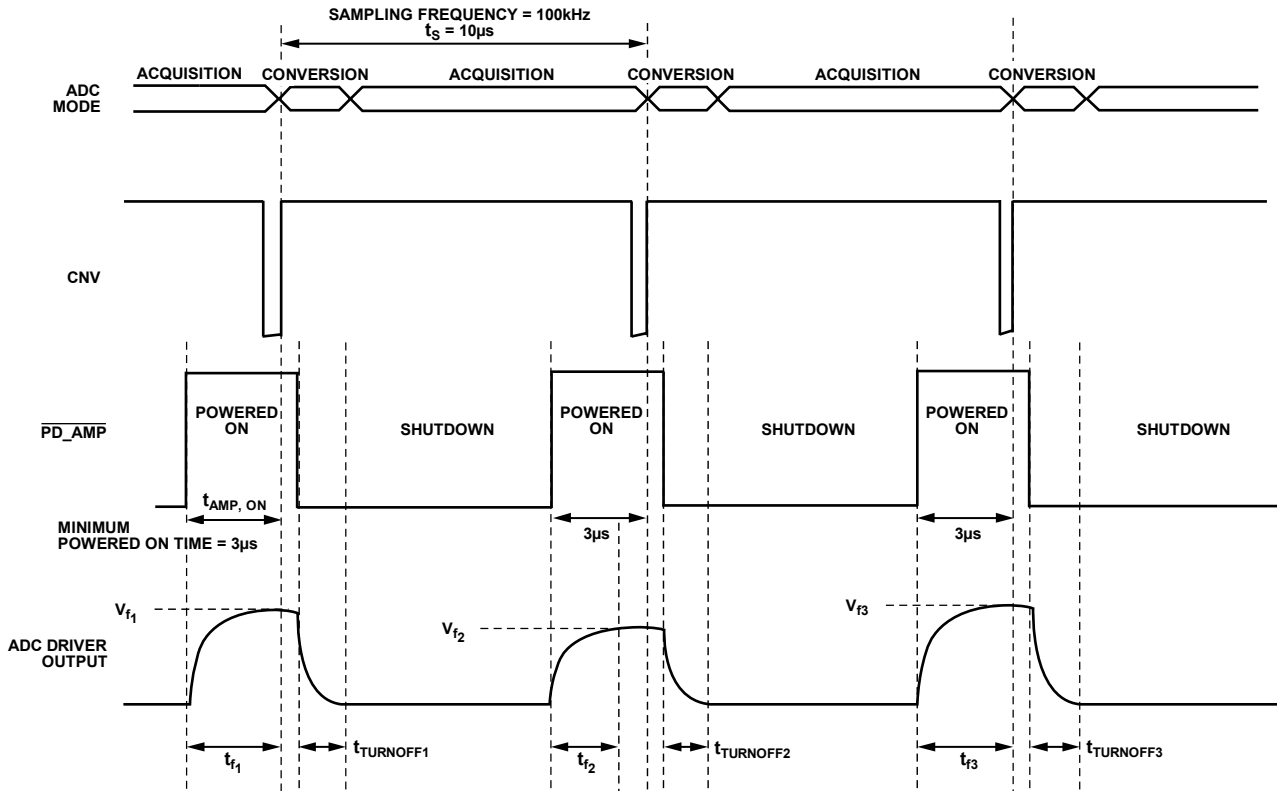 SAMPLING FREQUENCY = 100kHz
tS = 10µs
ACQUISITION
CONVERSION
ACQUISITION
CONVERSION
ACQUISITION
CONVERSION
ADC
MODE
CNV
PD_AMP
POWERED
ON
SHUTDOWN
POWERED
ON
SHUTDOWN
POWERED
ON
SHUTDOWN
tAMP, ON
3µs
3µs
MINIMUM
POWERED ON TIME = 3µs
Vf1
Vf2
Vf3
ADC DRIVER
OUTPUT
tf1
tTURNOFF1
tf2
tTURNOFF2
tf3
tTURNOFF3